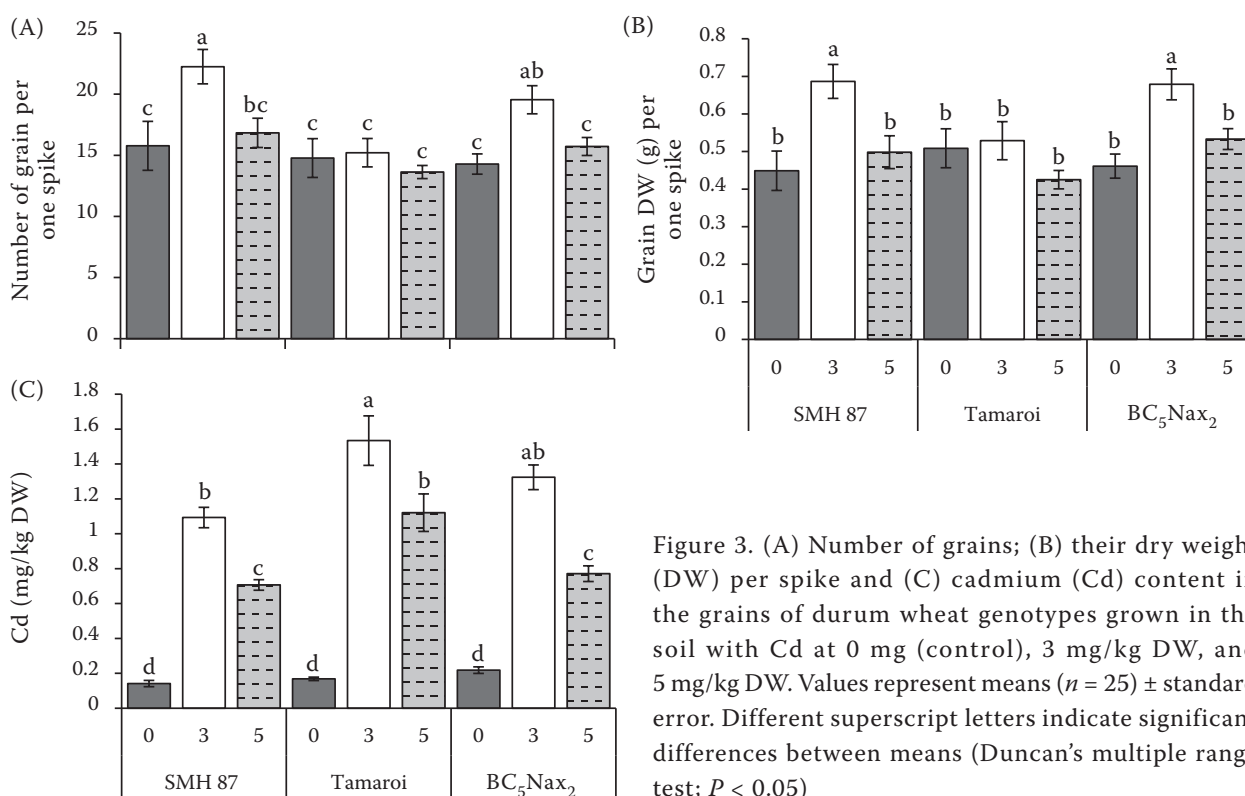 (A)
Number of grain per
one spike
25
20
15
10
5
0
c
a
bc
c
c
c
c
ab
c
(B)
Grain DW (g) per
one spike
0.8
0.7
0.6
0.5
0.4
0.3
0.2
0.1
0
b
a
b
b
b
b
b
a
b
0 3 5 0 3 5 0 3 5
SMH 87 Tamaroi BC5Nax2
(C)
Cd (mg/kg DW)
1.8
1.6
1.4
1.2
1
0.8
0.6
0.4
0.2
0
d
b
c
d
a
b
d
ab
c
0 3 5 0 3 5 0 3 5
SMH 87 Tamaroi BC5Nax2
Figure 3. (A) Number of grains; (B) their dry weigh
(DW) per spike and (C) cadmium (Cd) content i
the grains of durum wheat genotypes grown in th
soil with Cd at 0 mg (control), 3 mg/kg DW, an
5 mg/kg DW. Values represent means (n = 25) ± standar
error. Different superscript letters indicate significan
differences between means (Duncan's multiple rang
test; P < 0.05)